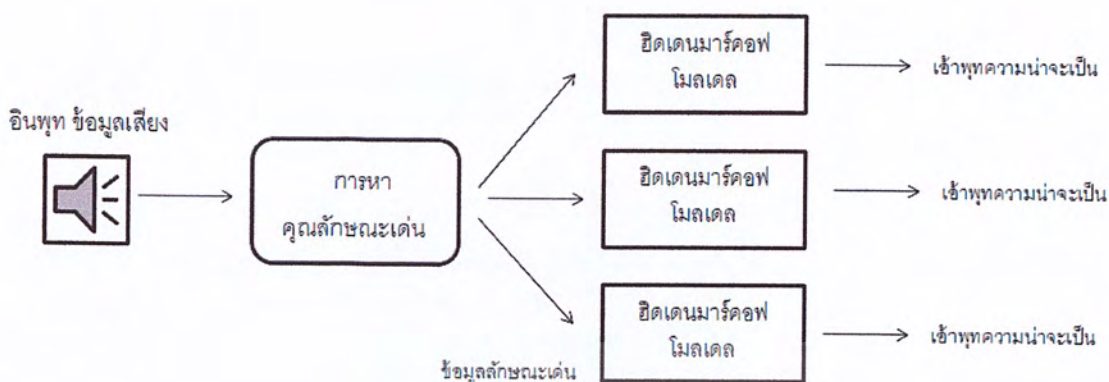 อินพุท ข้อมูลเสียง
การหา
คุณลักษณะเด่น
ข้อมูลลักษณะเด่น
ฮิดเดนมาร์คอฟ
โมลเดล
เอ้าพุทความน่าจะเป็น
ฮิดเดนมาร์คอฟ
โมลเดล
เอ้าพุทความน่าจะเป็น
ฮิดเดนมาร์คอฟ
โมลเดล
เอ้าพุทความน่าจะเป็น